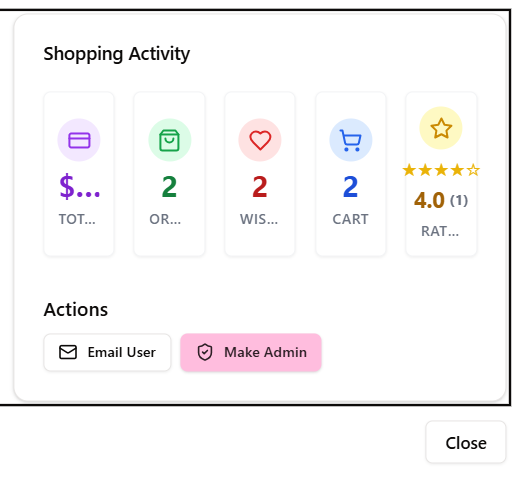 Shopping Activity
$...
TOT...
2
OR...
2
WIS...
2
CART
★★★★☆
4.0 (1)
RAT...
Actions
Email User
Make Admin
Close